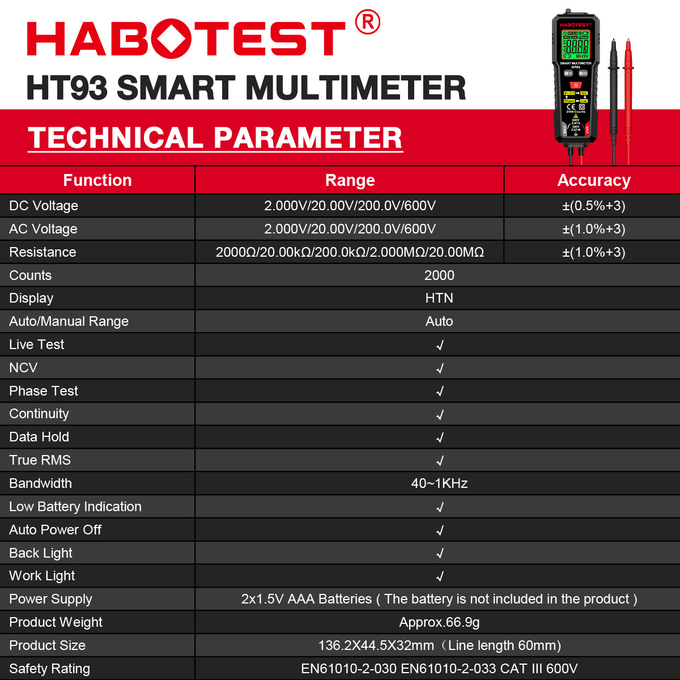 HABOTEST®
HT93 SMART MULTIMETER
HABOTEST
SMART MULTIMETER
HT93
TECHNICAL PARAMETER
Function Range Accuracy
DC Voltage 2.000V/20.00V/200.0V/600V ±(0.5%+3)
AC Voltage 2.000V/20.00V/200.0V/600V ±(1.0%+3)
Resistance 2000Ω/20.00kΩ/200.0kΩ/2.000MΩ/20.00MΩ ±(1.0%+3)
Counts 2000
Display HTN
Auto/Manual Range Auto
Live Test √
NCV √
Phase Test √
Continuity √
Data Hold √
True RMS √
Bandwidth 40~1KHz
Low Battery Indication √
Auto Power Off √
Back Light √
Work Light √
Power Supply 2x1.5V AAA Batteries ( The battery is not included in the product )
Product Weight Approx.66.9g
Product Size 136.2X44.5X32mm（Line length 60mm)
Safety Rating EN61010-2-030 EN61010-2-033 CAT III 600V